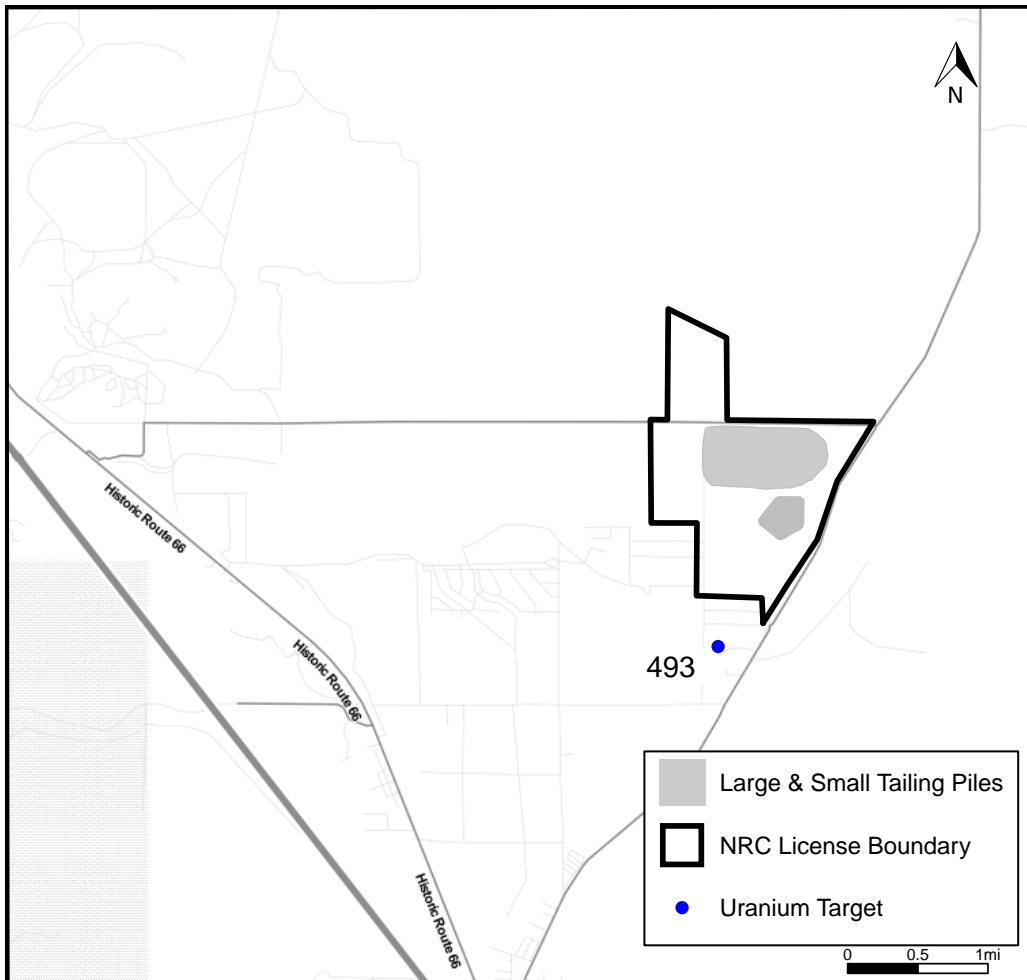 N
Historic Route 66
Historic Route 66
493
Large & Small Tailing Piles
NRC License Boundary
Uranium Target
Historic Route 66
0 0.5 1mi